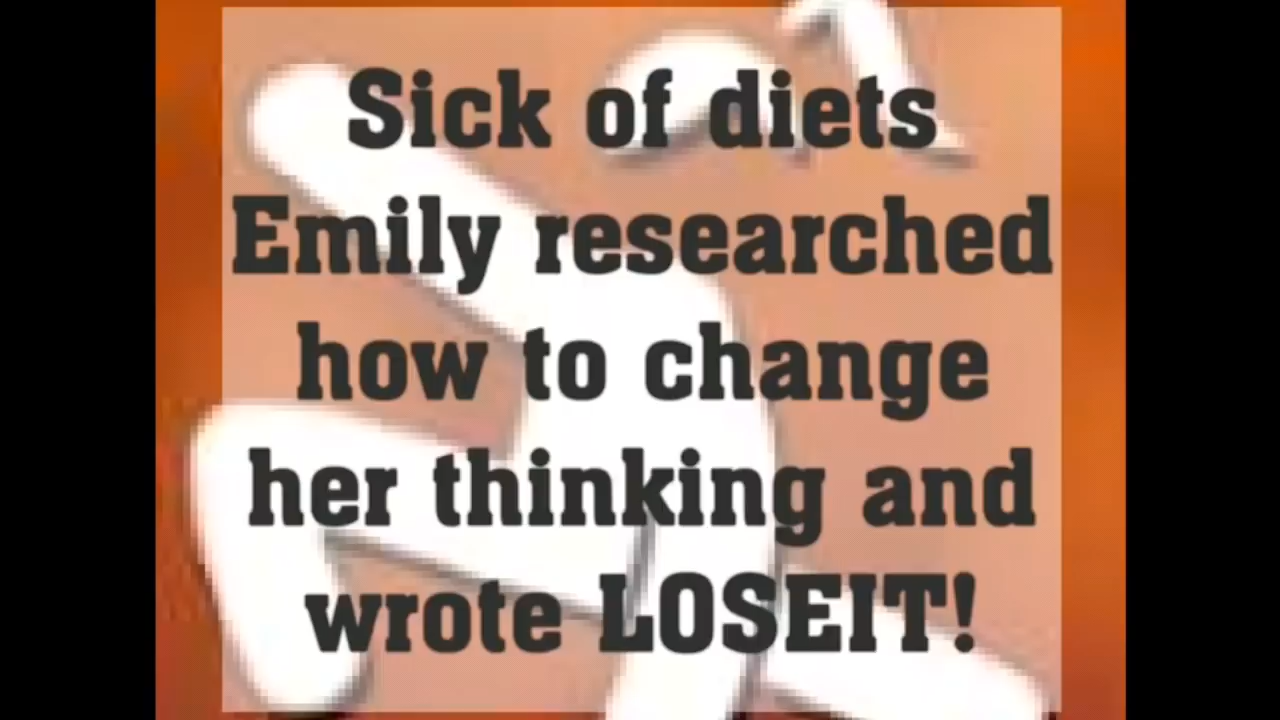 Sick of diets
Emily researched
how to change
her thinking and
wrote LOSEIT!